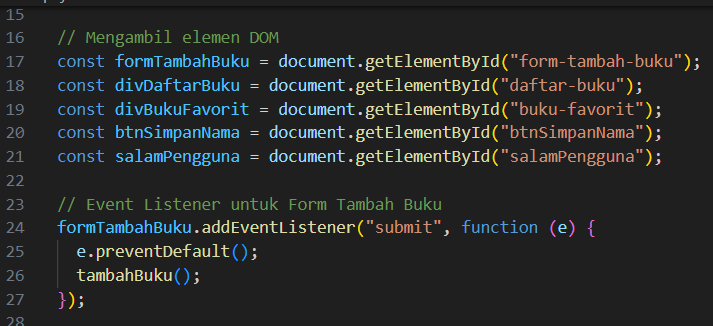 15
16 // Mengambil elemen DOM
17 const formTambahBuku = document.getElementById("form-tambah-buku");
18 const divDaftarBuku = document.getElementById("daftar-buku");
19 const divBukuFavorit = document.getElementById("buku-favorit");
20 const btnSimpanNama = document.getElementById("btnSimpanNama");
21 const salamPengguna = document.getElementById("salamPengguna");
22
23 // Event Listener untuk Form Tambah Buku
24 formTambahBuku.addEventListener("submit", function (e) {
25   e.preventDefault();
26   tambahBuku();
27 });
28